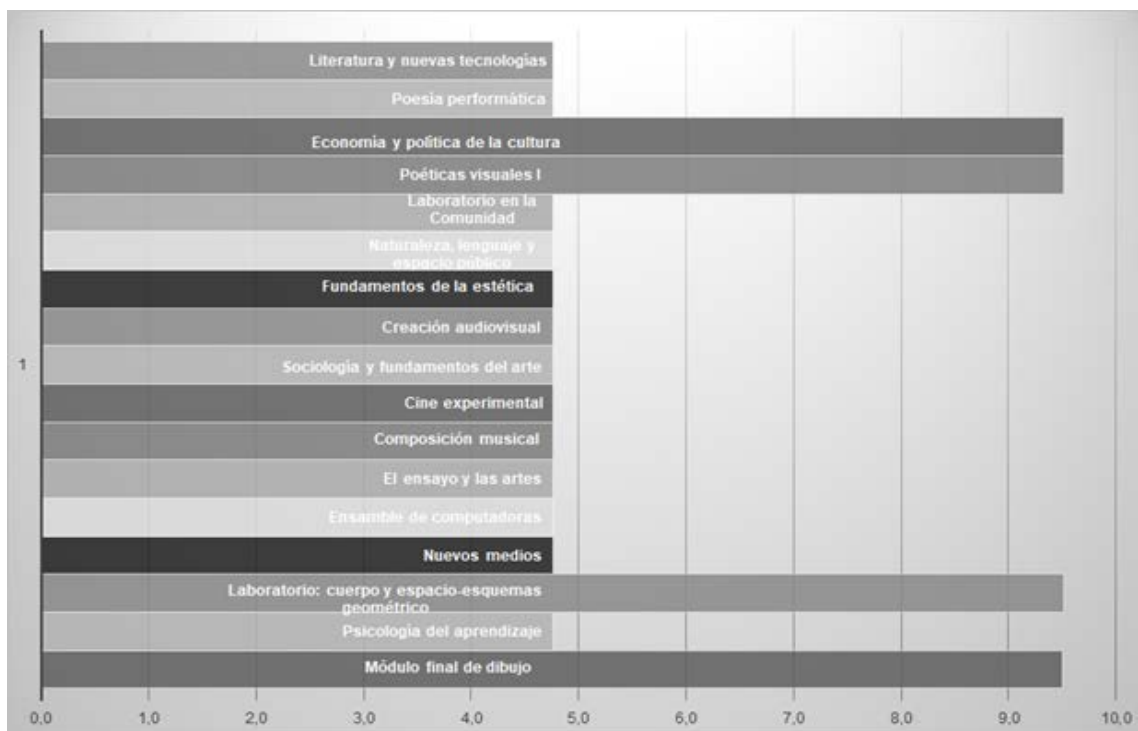 Literatura y nuevas tecnologías
Poesía performática
Economía y política de la cultura
Poéticas visuales I
Laboratorio en la
Comunidad
Naturaleza, lenguaje y
espacio público
Fundamentos de la estética
Creación audiovisual
1
Sociología y fundamentos del arte
Cine experimental
Composición musical
El ensayo y las artes
Ensamble de computadoras
Nuevos medios
Laboratorio: cuerpo y espacio-esquemas
geométrico
Psicología del aprendizaje
Módulo final de dibujo
0,0 1,0 2,0 3,0 4,0 5,0 6,0 7,0 8,0 9,0 10,0